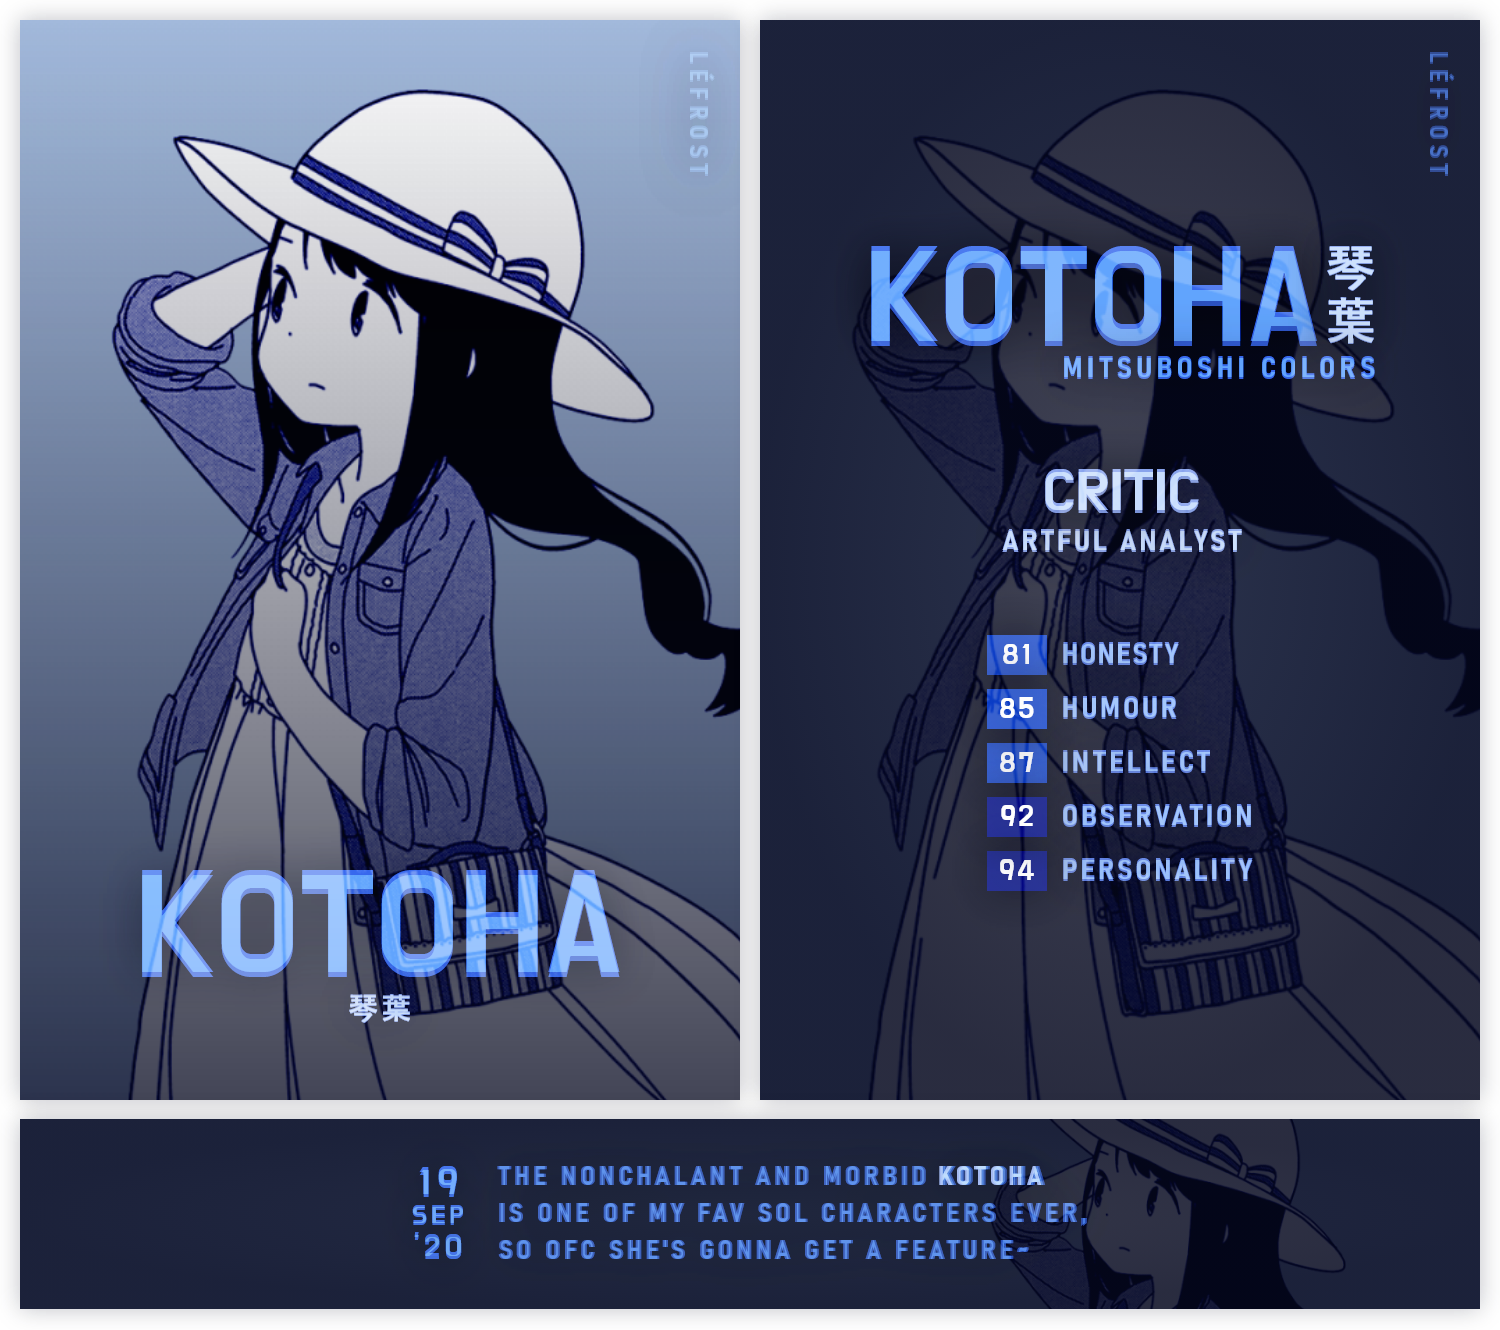 LÉFROST
KOTOHA
琴葉
LÉFROST
KOTOHA
琴葉
MITSUBOSHI COLORS
CRITIC
ARTFUL ANALYST
81 HONESTY
85 HUMOUR
87 INTELLECT
92 OBSERVATION
94 PERSONALITY
19
SEP
'20
THE NONCHALANT AND MORBID KOTOHA
IS ONE OF MY FAV SOL CHARACTERS EVER,
SO OFC SHE'S GONNA GET A FEATURE~